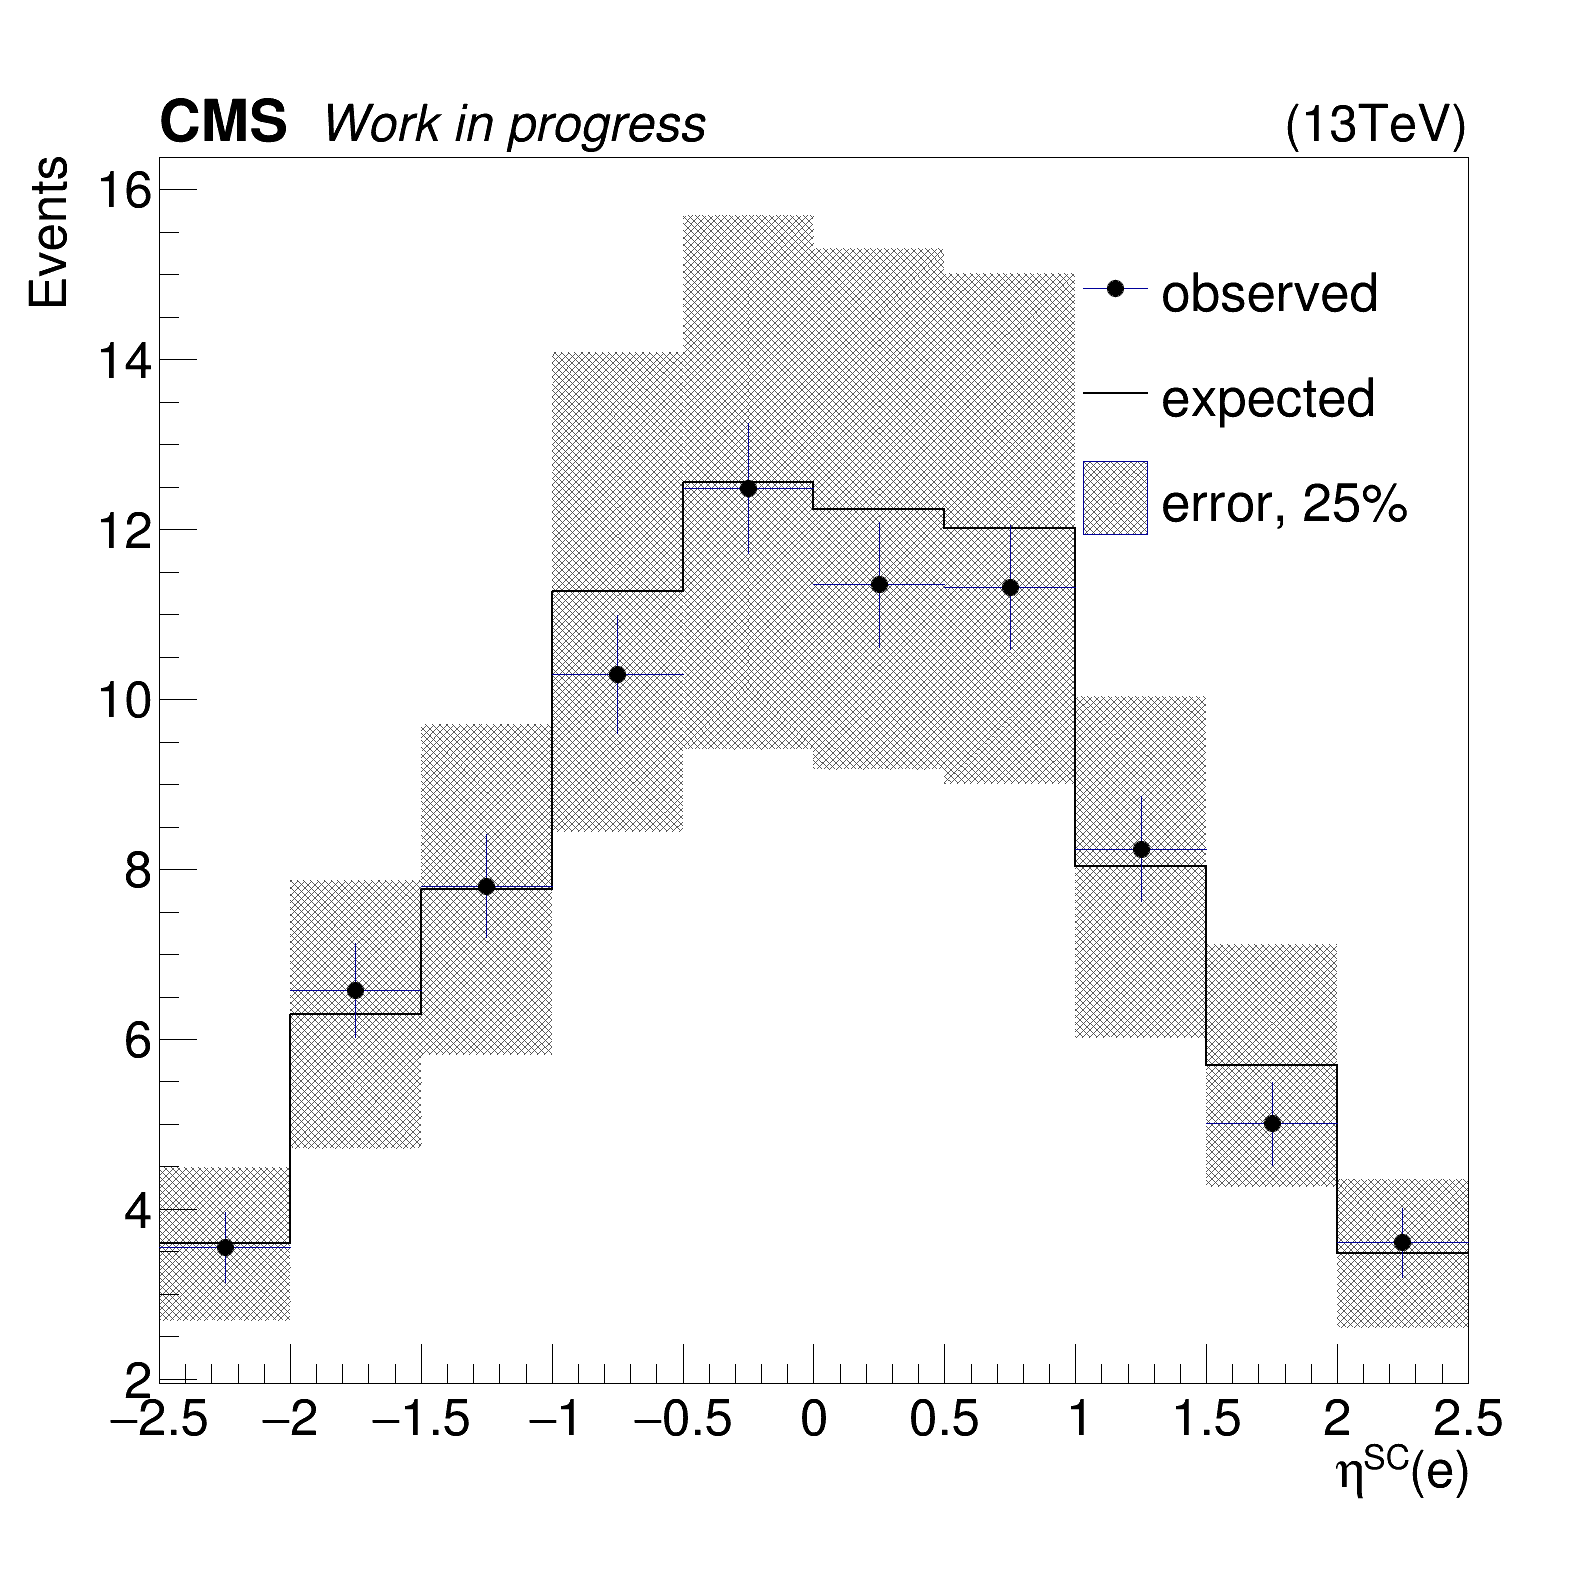 CMS Work in progress (13TeV)
Events
16
14
12
10
8
6
4
2
observed
expected
error, 25%
−2.5 −2 −1.5 −1 −0.5 0 0.5 1 1.5 2 2.5
η^SC(e)